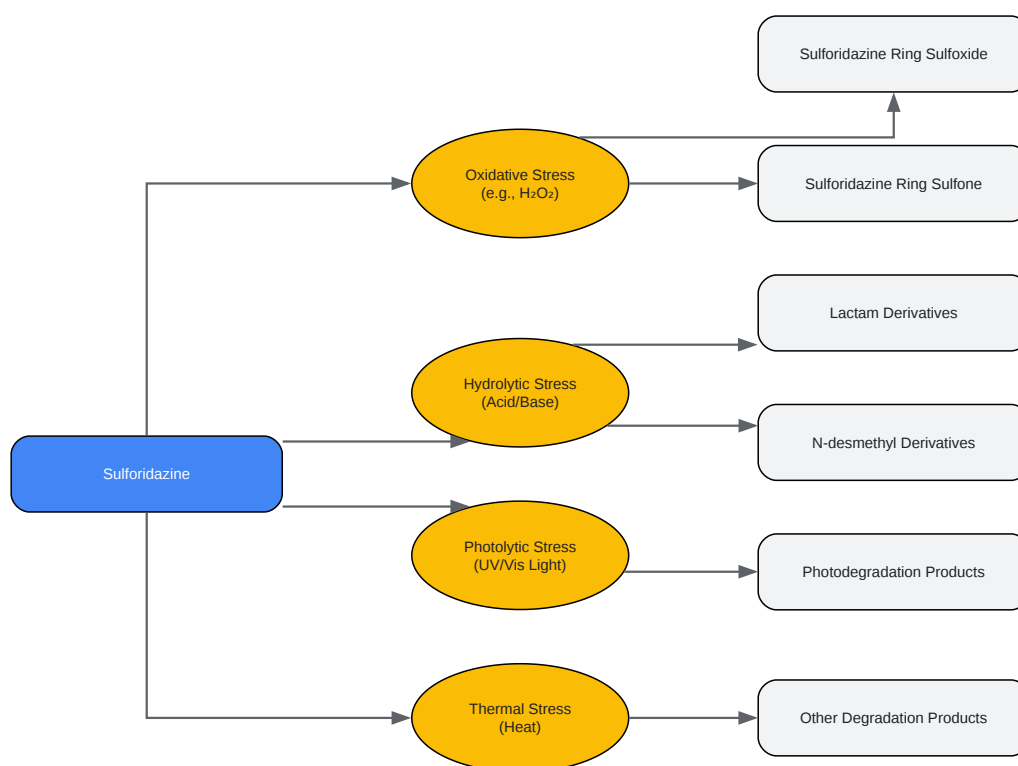 Sulforidazine Ring Sulfoxide
Oxidative Stress
(e.g., H₂O₂)
Sulforidazine Ring Sulfone
Lactam Derivatives
Hydrolytic Stress
(Acid/Base)
N-desmethyl Derivatives
Sulforidazine
Photolytic Stress
(UV/Vis Light)
Photodegradation Products
Thermal Stress
(Heat)
Other Degradation Products